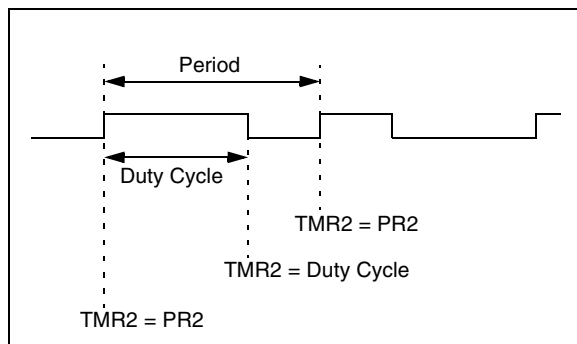 Period
Duty Cycle
TMR2 = PR2
TMR2 = Duty Cycle
TMR2 = PR2